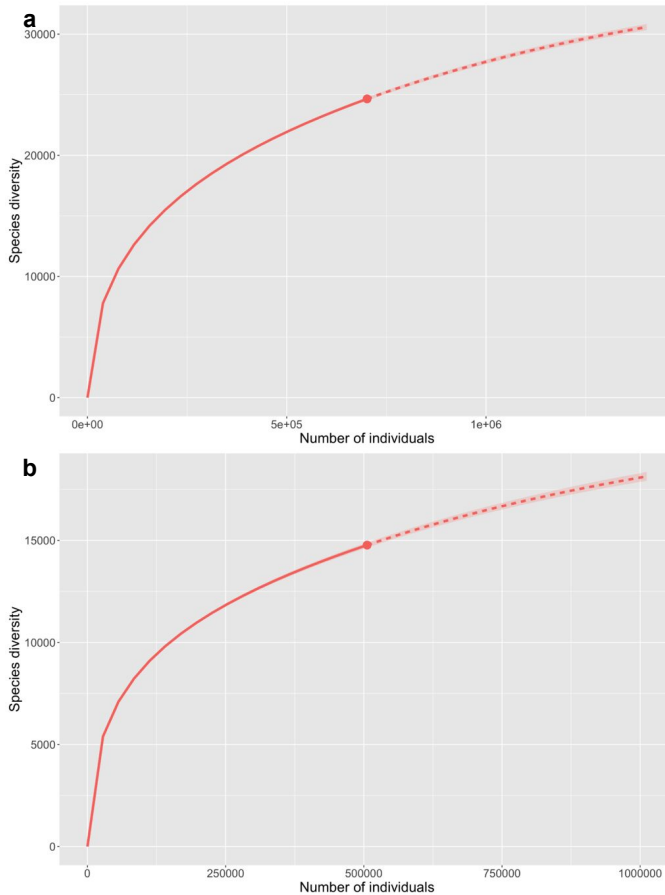 a
30000
20000
10000
0
Species diversity
0e+00
5e+05
1e+06
Number of individuals
b
15000
10000
5000
0
Species diversity
0
250000
500000
750000
1000000
Number of individuals